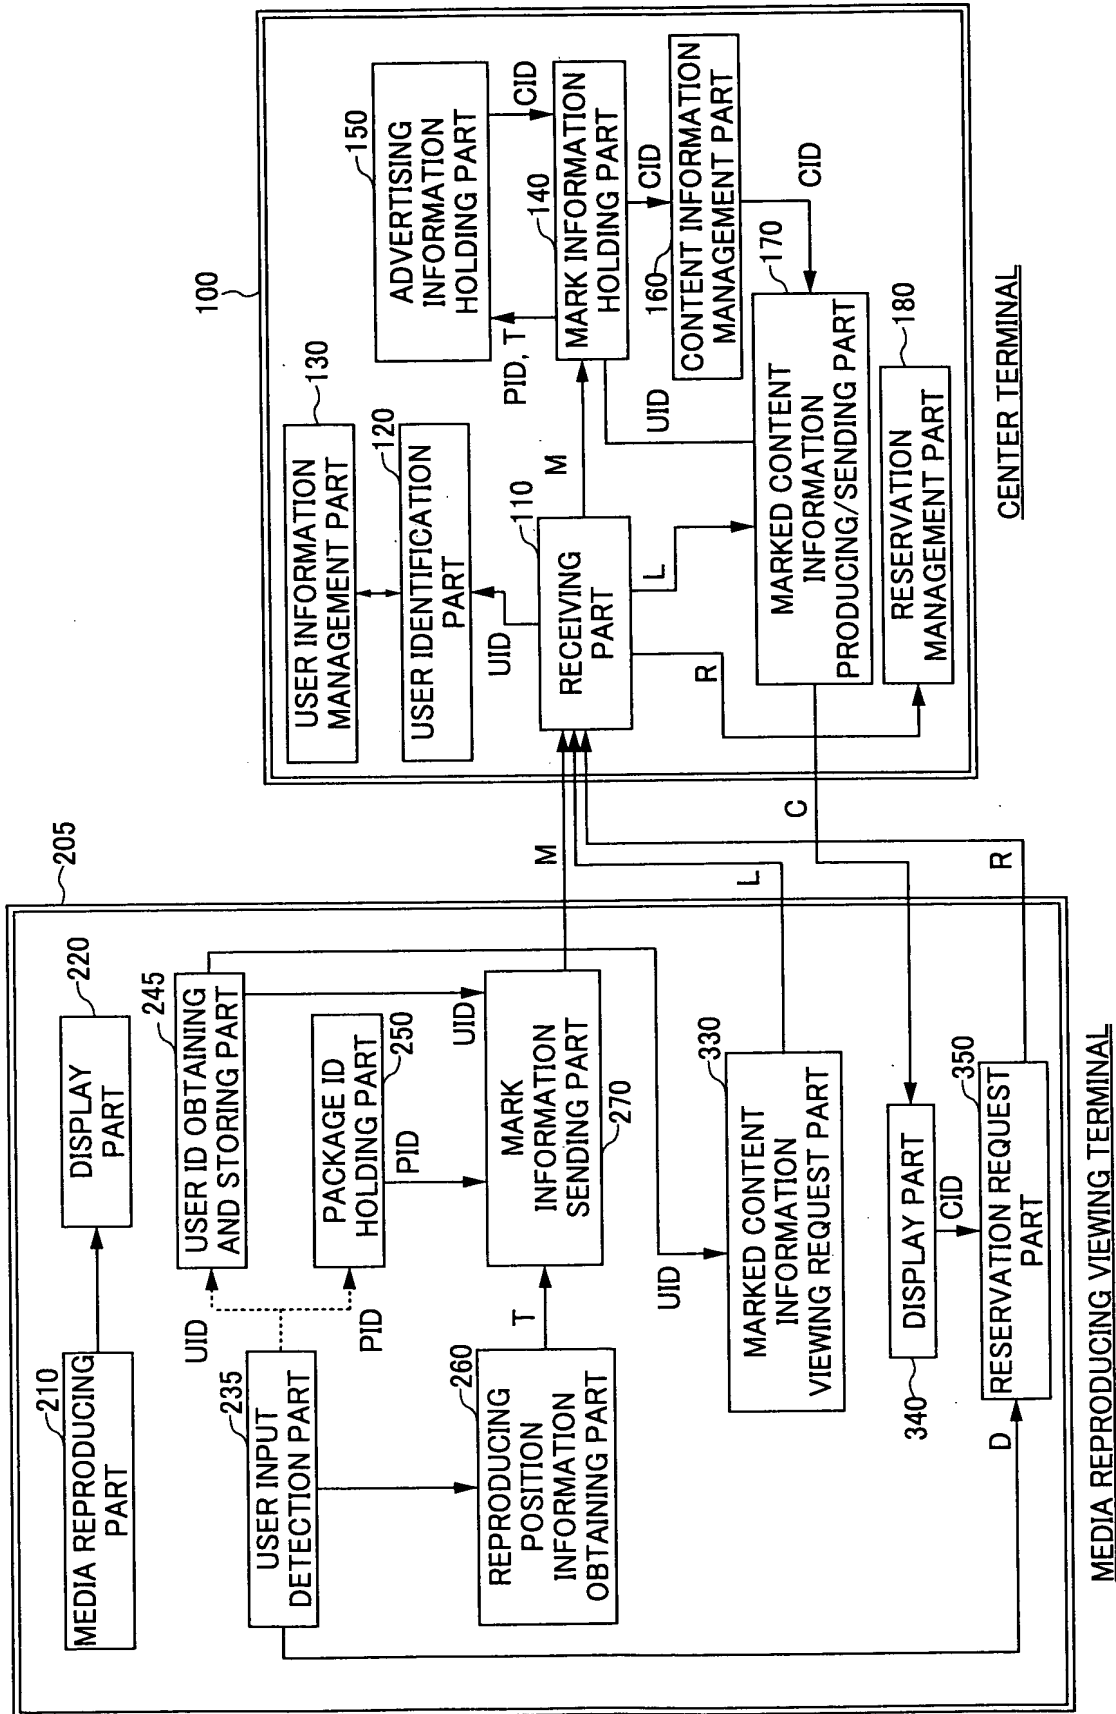 205
210
MEDIA REPRODUCING
PART
220
DISPLAY
PART
235
USER INPUT
DETECTION PART
UID
PID
245
USER ID OBTAINING
AND STORING PART
250
PACKAGE ID
HOLDING PART
PID
UID
260
REPRODUCING
POSITION
INFORMATION
OBTAINING PART
T
MARK
INFORMATION
SENDING PART
270
M
UID
330
MARKED CONTENT
INFORMATION
VIEWING REQUEST PART
L
340
DISPLAY PART
CID
D
350
RESERVATION REQUEST
PART
R
C
MEDIA REPRODUCING VIEWING TERMINAL
100
130
USER INFORMATION
MANAGEMENT PART
120
USER IDENTIFICATION
PART
UID
150
ADVERTISING
INFORMATION
HOLDING PART
PID, T
CID
110
RECEIVING
PART
M
140
MARK INFORMATION
HOLDING PART
CID
UID
L
R
160
CONTENT INFORMATION
MANAGEMENT PART
CID
170
MARKED CONTENT
INFORMATION
PRODUCING/SENDING PART
180
RESERVATION
MANAGEMENT PART
CENTER TERMINAL